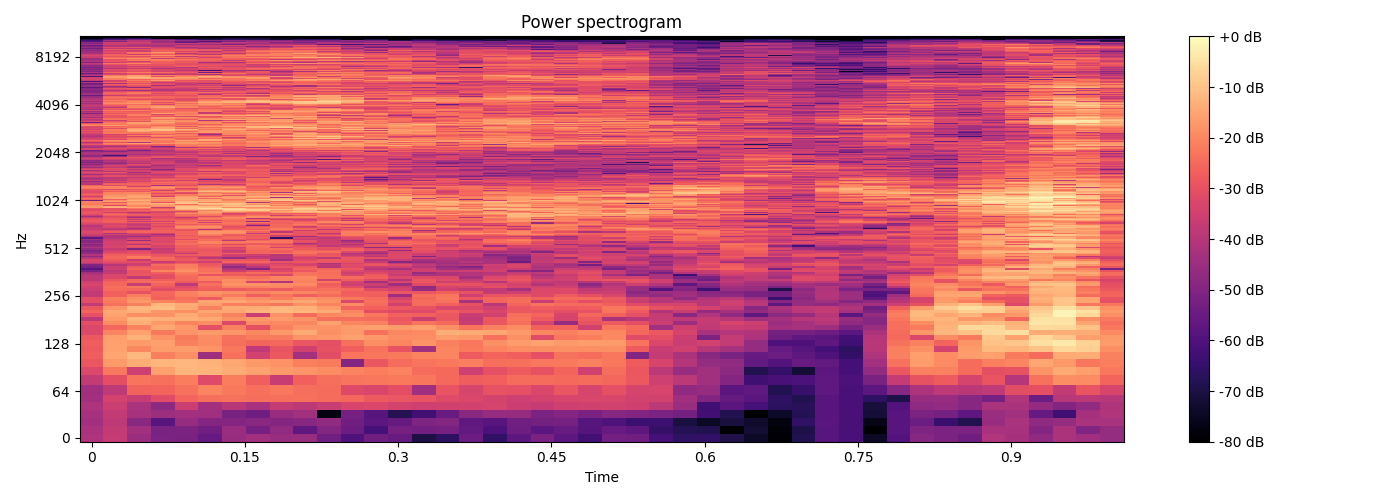 Power spectrogram
Hz
8192
4096
2048
1024
512
256
128
64
0
0 0.15 0.3 0.45 0.6 0.75 0.9
Time
+0 dB
-10 dB
-20 dB
-30 dB
-40 dB
-50 dB
-60 dB
-70 dB
-80 dB